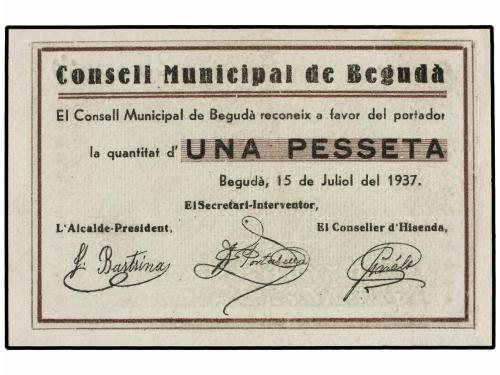 Consell Municipal de Begudà
El Consell Municipal de Begudà reconeix a favor del portador
la quantitat d' UNA PESSETA
Begudà, 15 de Juliol del 1937.
El Secretari-Interventor,
L'Alcalde-President, El Conseller d'Hisenda,
Bastrina